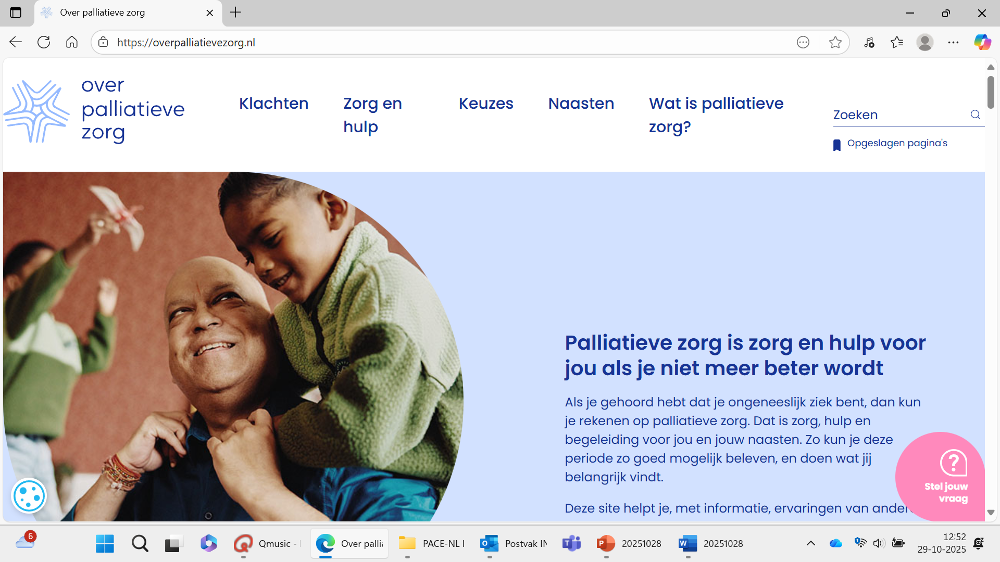 Over palliatieve zorg
https://overpalliatievezorg.nl
over
palliatieve
zorg
Klachten
Zorg en
hulp
Keuzes
Naasten
Wat is palliatieve
zorg?
Zoeken
Opgeslagen pagina's
Palliatieve zorg is zorg en hulp voor
jou als je niet meer beter wordt
Als je gehoord hebt dat je ongeneeslijk ziek bent, dan kun
je rekenen op palliatieve zorg. Dat is zorg, hulp en
begeleiding voor jou en jouw naasten. Zo kun je deze
periode zo goed mogelijk beleven, en doen wat jij
belangrijk vindt.
Deze site helpt je, met informatie, ervaringen van ander
?
Stel jouw
vraag
6
Qmusic -
Over pallia
PACE-NL
Postvak IN
20251028
20251028
12:52
29-10-2025